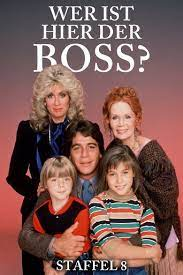 WER IST
HIER DER
BOSS?
STAFFEL 8